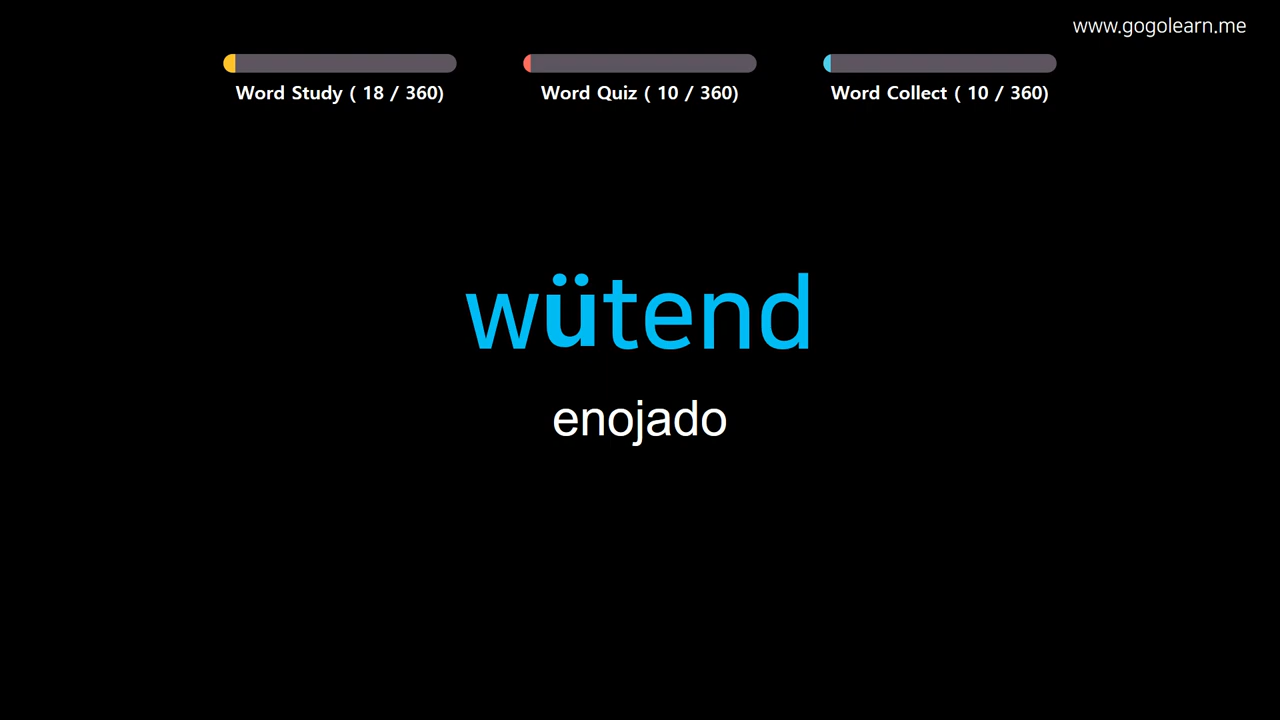 www.gogolearn.me
Word Study ( 18 / 360)
Word Quiz ( 10 / 360)
Word Collect ( 10 / 360)
wütend
enojado